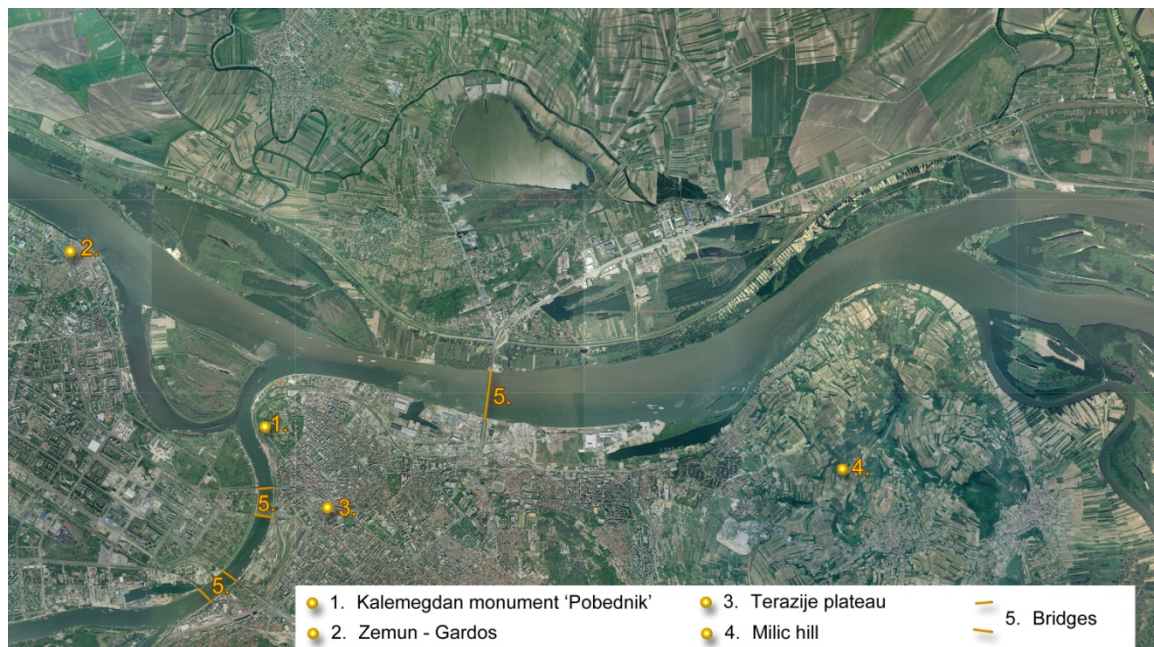 2.
5.
1.
4.
5.
3.
5.
1. Kalemegdan monument ‘Pobednik’
2. Zemun - Gardos
3. Terazije plateau
4. Milic hill
5. Bridges